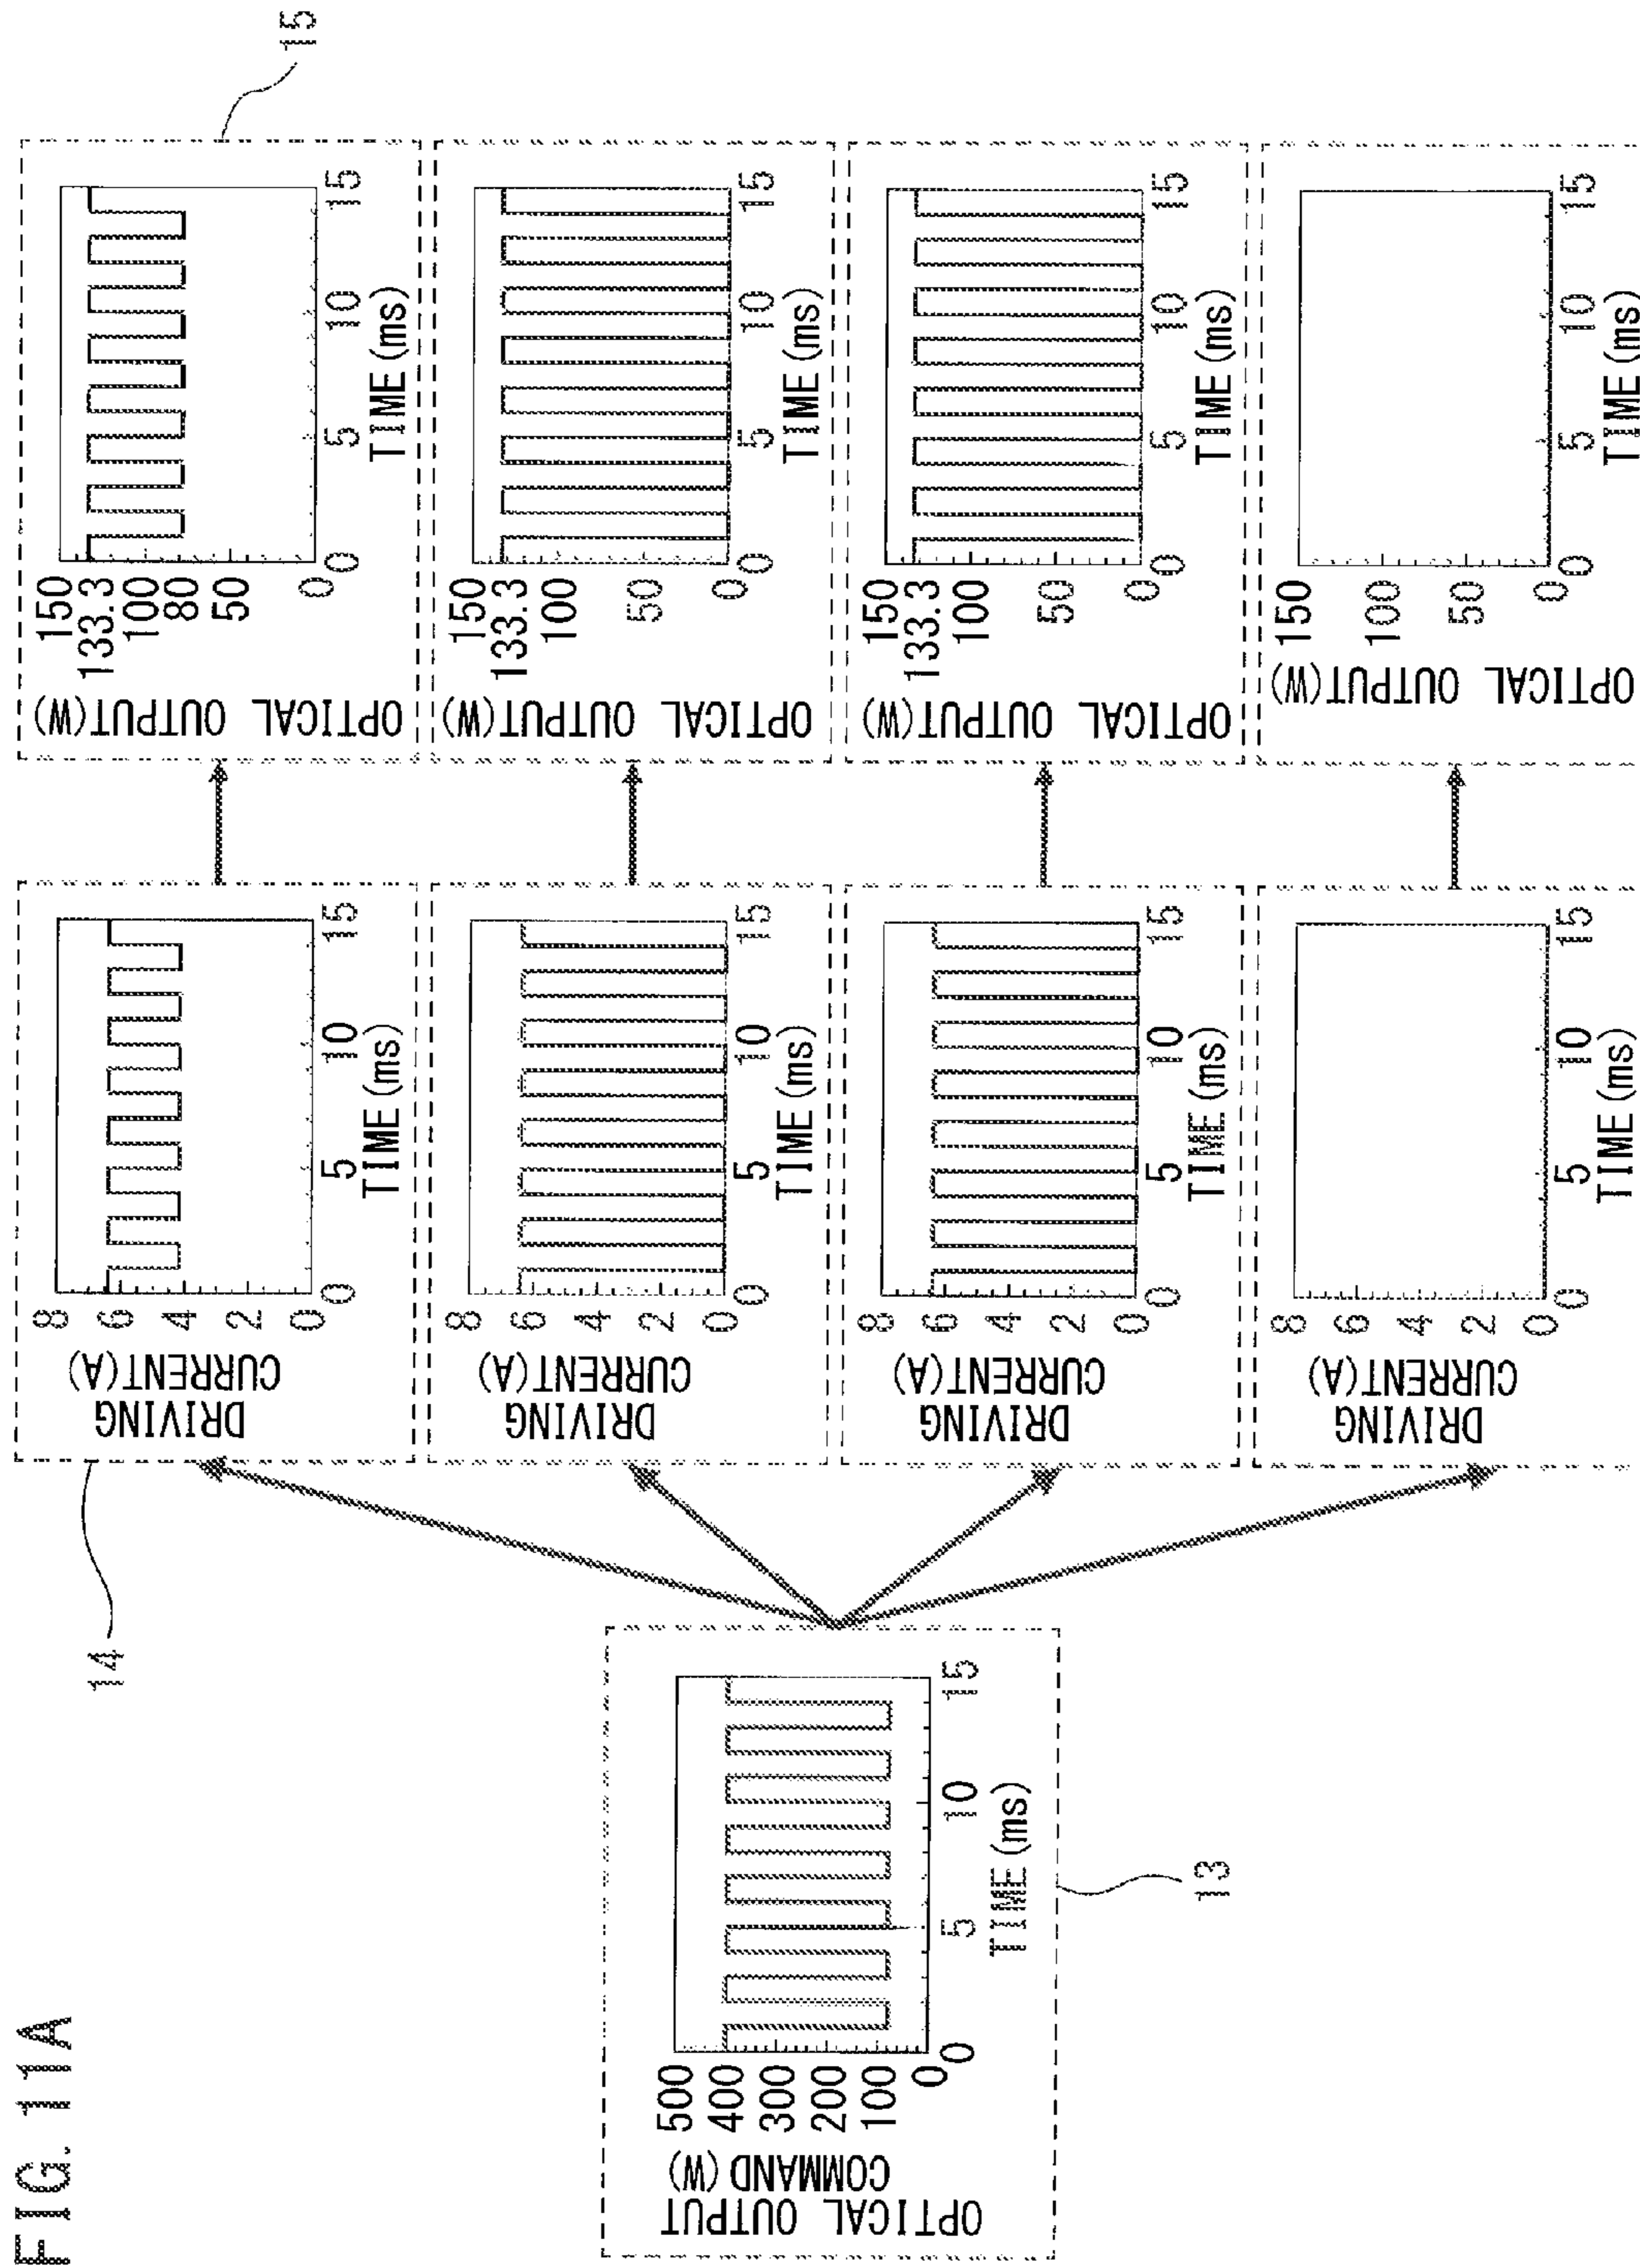 FIG. 11A
OPTICAL OUTPUT
COMMAND (W)
500
400
300
200
100
0
0 5 10 15
TIME (ms)
13
14
DRIVING
CURRENT(A)
8
6
4
2
0
0 5 10 15
TIME (ms)
DRIVING
CURRENT(A)
8
6
4
2
0
0 5 10 15
TIME (ms)
DRIVING
CURRENT(A)
8
6
4
2
0
0 5 10 15
TIME (ms)
DRIVING
CURRENT(A)
8
6
4
2
0
0 5 10 15
TIME (ms)
15
OPTICAL OUTPUT(W)
150
133.3
100
80
50
0
0 5 10 15
TIME (ms)
OPTICAL OUTPUT(W)
150
133.3
100
50
0
0 5 10 15
TIME (ms)
OPTICAL OUTPUT(W)
150
133.3
100
50
0
0 5 10 15
TIME (ms)
OPTICAL OUTPUT(W)
150
100
50
0
0 5 10 15
TIME (ms)